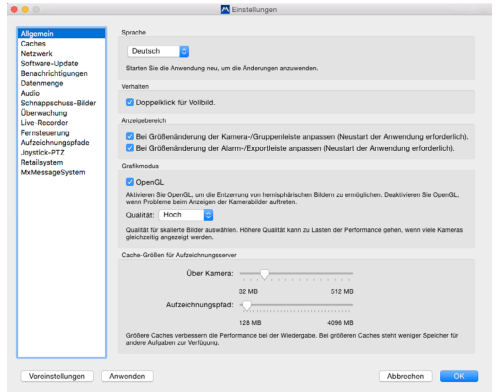 Einstellungen
Allgemein
Caches
Netzwerk
Software-Update
Benachrichtigungen
Datenmenge
Audio
Schnappschuss-Bilder
Überwachung
Live-Recorder
Fernsteuerung
Aufzeichnungspfade
Joystick-PTZ
Retailsystem
MxMessageSystem
Sprache
Deutsch
Starten Sie die Anwendung neu, um die Änderungen anzuwenden.
Verhalten
Doppelklick für Vollbild.
Anzeigebereich
Bei Größenänderung der Kamera-/Gruppenleiste anpassen (Neustart der Anwendung erforderlich).
Bei Größenänderung der Alarm-/Exportleiste anpassen (Neustart der Anwendung erforderlich).
Grafikmodus
OpenGL
Aktivieren Sie OpenGL, um die Entzerrung von hemisphärischen Bildern zu ermöglichen. Deaktivieren Sie OpenGL,
wenn Probleme beim Anzeigen der Kamerabilder auftreten.
Qualität: Hoch
Qualität für skalierte Bilder auswählen. Höhere Qualität kann zu Lasten der Performance gehen, wenn viele Kameras
gleichzeitig angezeigt werden.
Cache-Größen für Aufzeichnungsserver
Über Kamera:
32 MB 512 MB
Aufzeichnungspfad:
128 MB 4096 MB
Größere Caches verbessern die Performance bei der Wiedergabe. Bei größeren Caches steht weniger Speicher für
andere Aufgaben zur Verfügung.
Voreinstellungen Anwenden Abbrechen OK